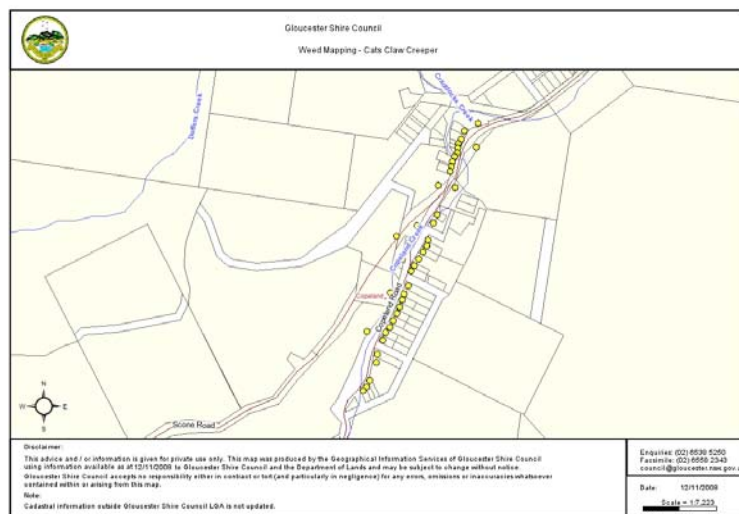 Gloucester Shire Council
Weed Mapping - Cats Claw Creeper
Craddocks Creek
Copeland Creek
Copeland
Copeland Road
Scone Road
N
W E
S
Disclaimer:
This advice and / or information is given for private use only. This map was produced by the Geographical Information Services of Gloucester Shire Council
using information available as at 12/11/2008 to Gloucester Shire Council and the Department of Lands and may be subject to change without notice.
Gloucester Shire Council accepts no responsibility either in contract or tort (and particularly in negligence) for any errors, omissions or inaccuracies whatsoever
contained within or arising from this map.
Note:
Cadastral information outside Gloucester Shire Council LGA is not updated.
Enquiries: (02) 6538 5250
Facsimile: (02) 6558 2343
council@gloucester.nsw.gov.
Date: 12/11/2008
Scale = 1:7,223